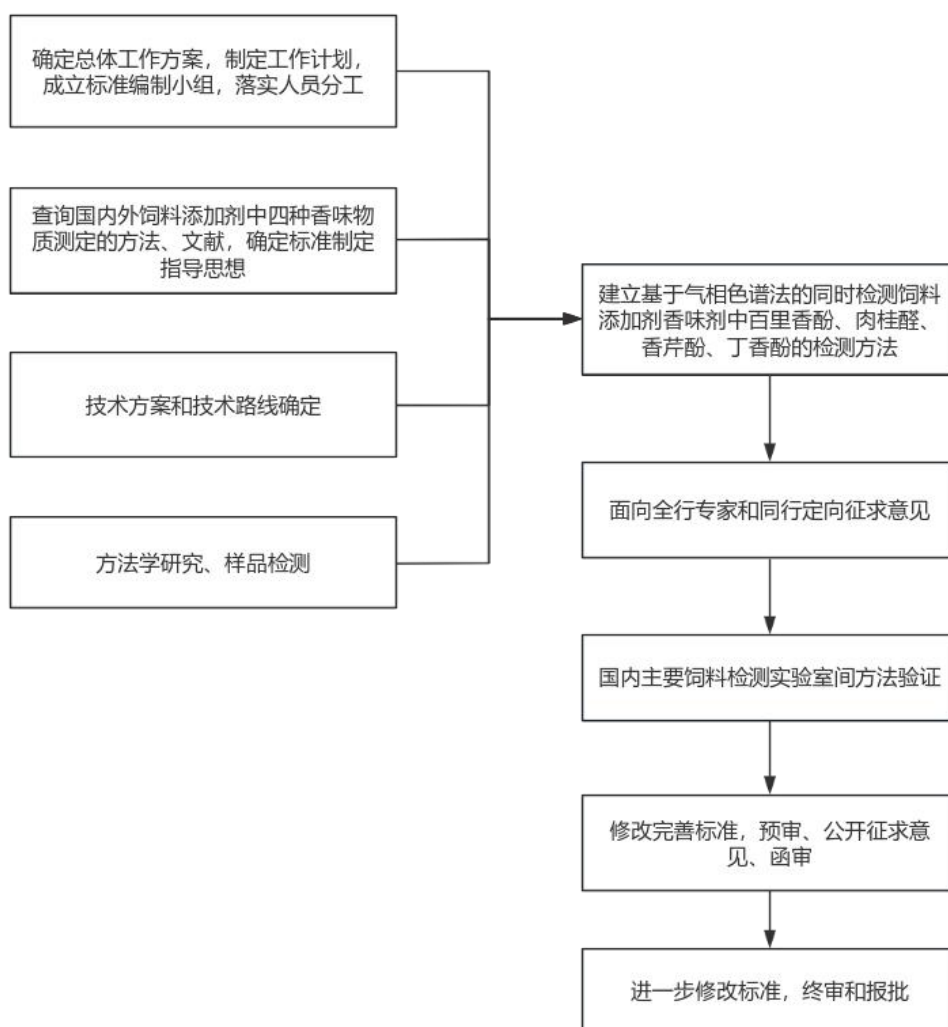 确定总体工作方案，制定工作计划，
成立标准编制小组，落实人员分工
查询国内外饲料添加剂中四种香味物
质测定的方法、文献，确定标准制定
指导思想
技术方案和技术路线确定
方法学研究、样品检测
建立基于气相色谱法的同时检测饲料
添加剂香味剂中百里香酚、肉桂醛、
香芹酚、丁香酚的检测方法
面向全行专家和同行定向征求意见
国内主要饲料检测实验室间方法验证
修改完善标准，预审、公开征求意
见、函审
进一步修改标准，终审和报批